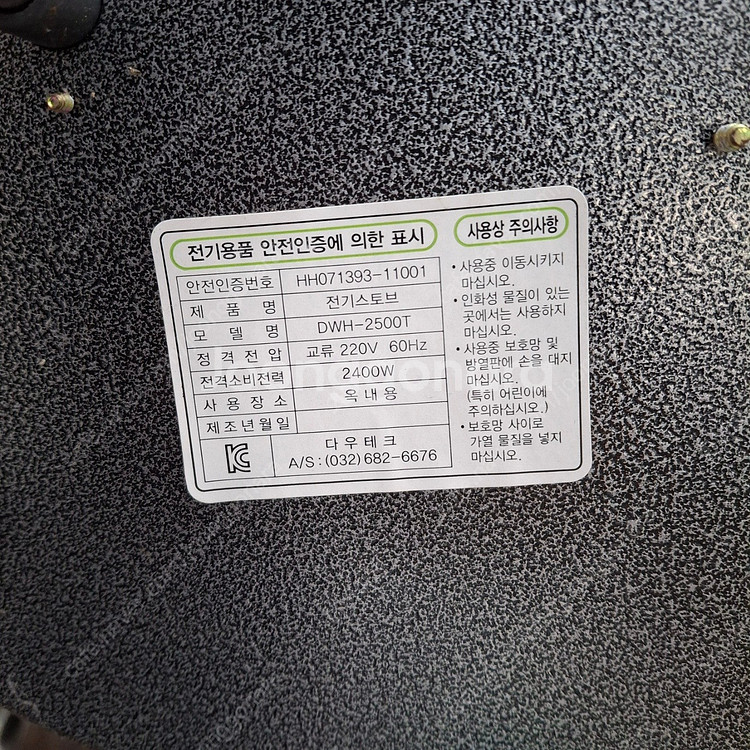 전기용품 안전인증에 의한 표시
안전인증번호 HH071393-11001
제 품 명 전기스토브
모 델 명 DWH-2500T
정격전압 교류 220V 60Hz
전격소비전력 2400W
사용장소 옥내용
제조년월일
다우테크
A/S : (032) 682-6676
사용상 주의사항
• 사용중 이동시키지
마십시오.
• 인화성 물질이 있는
곳에서는 사용하지
마십시오.
• 사용중 보호망 및
방열판에 손을 대지
마십시오.
(특히 어린이에
주의하십시오.)
• 보호망 사이로
가열 물질을 넣지
마십시오.